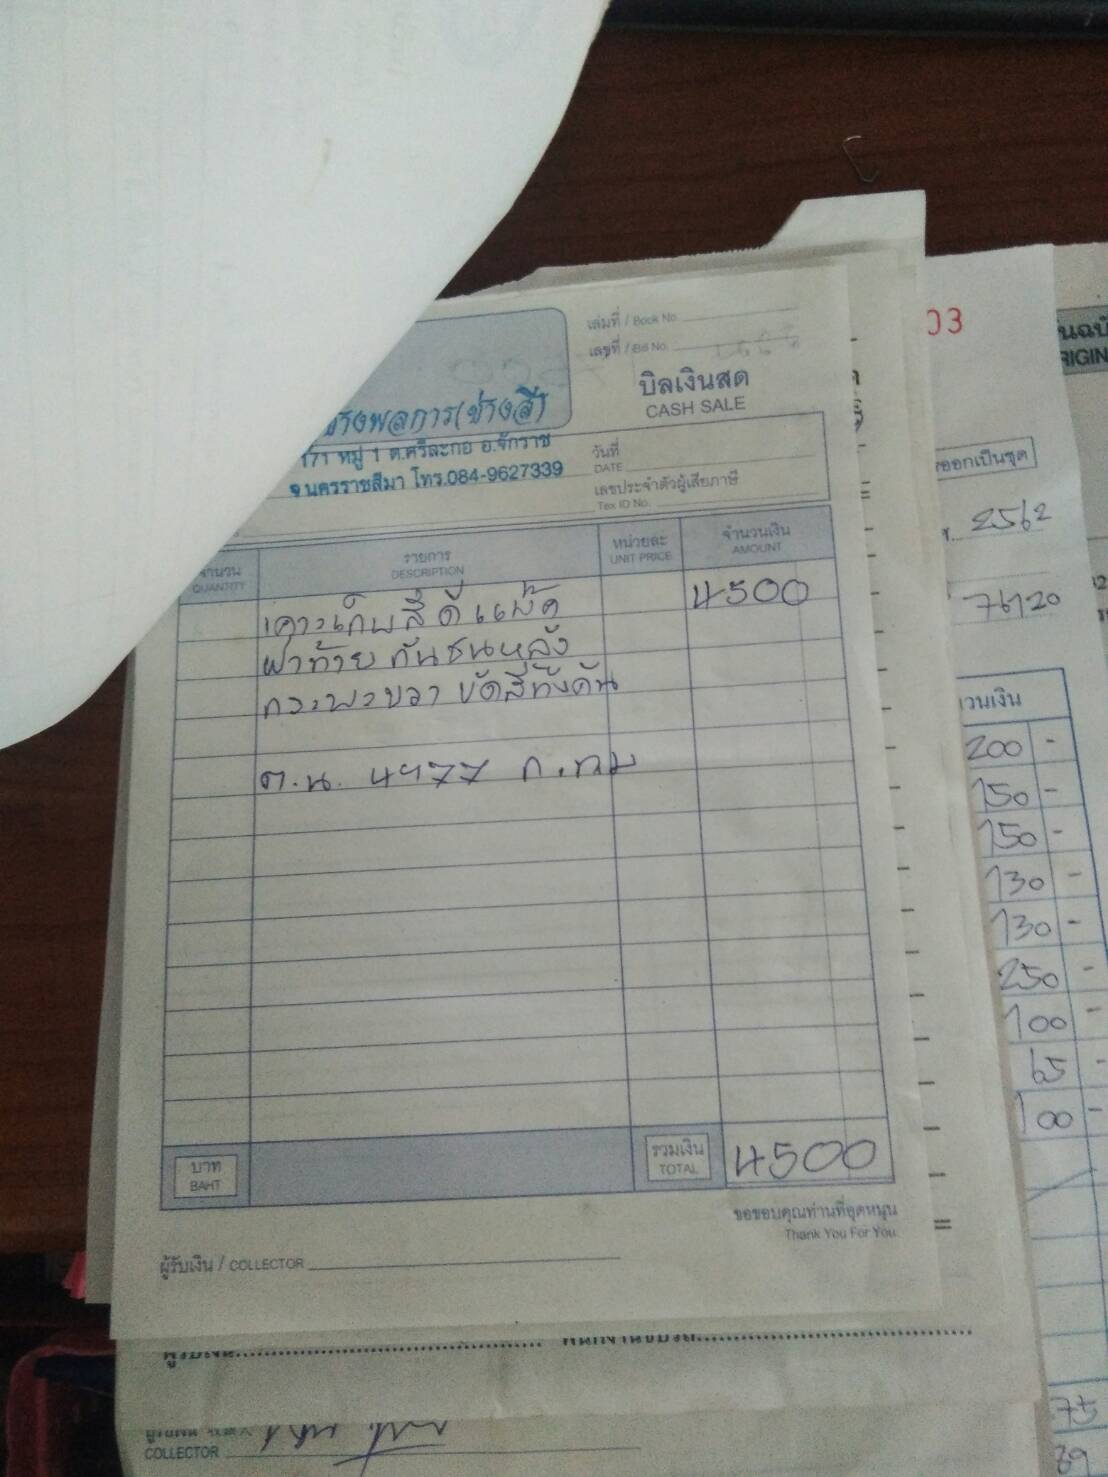 เล่มที่ / Book No.
เลขที่ / Bill No.
บิลเงินสด
CASH SALE
ช่างพลการ(ช่างสี)
171 หมู่ 1 ต.ศรีละกอ อ.จักราช
จ.นครราชสีมา โทร.084-9627339
วันที่
DATE
เลขประจำตัวผู้เสียภาษี
Tax ID No.
จำนวน รายการ หน่วยละ จำนวนเงิน
QUANTITY DESCRIPTION UNIT PRICE AMOUNT
เคาะเก็บสี ดีแม๊ค 4500
ฝาท้าย กันชนหลัง
กระบะขวา ขัดสีทั้งคัน
ต.น. 4977 ก.ทม
บาท รวมเงิน 4500
BAHT TOTAL
ขอขอบคุณท่านที่อุดหนุน
Thank You For You
ผู้รับเงิน / COLLECTOR
COLLECTOR
03
RIGIN
ออกเป็นชุด
2562
76120
วนเงิน
200 -
150 -
150 -
130 -
130 -
250 -
100 -
65 -
100 -
75
89